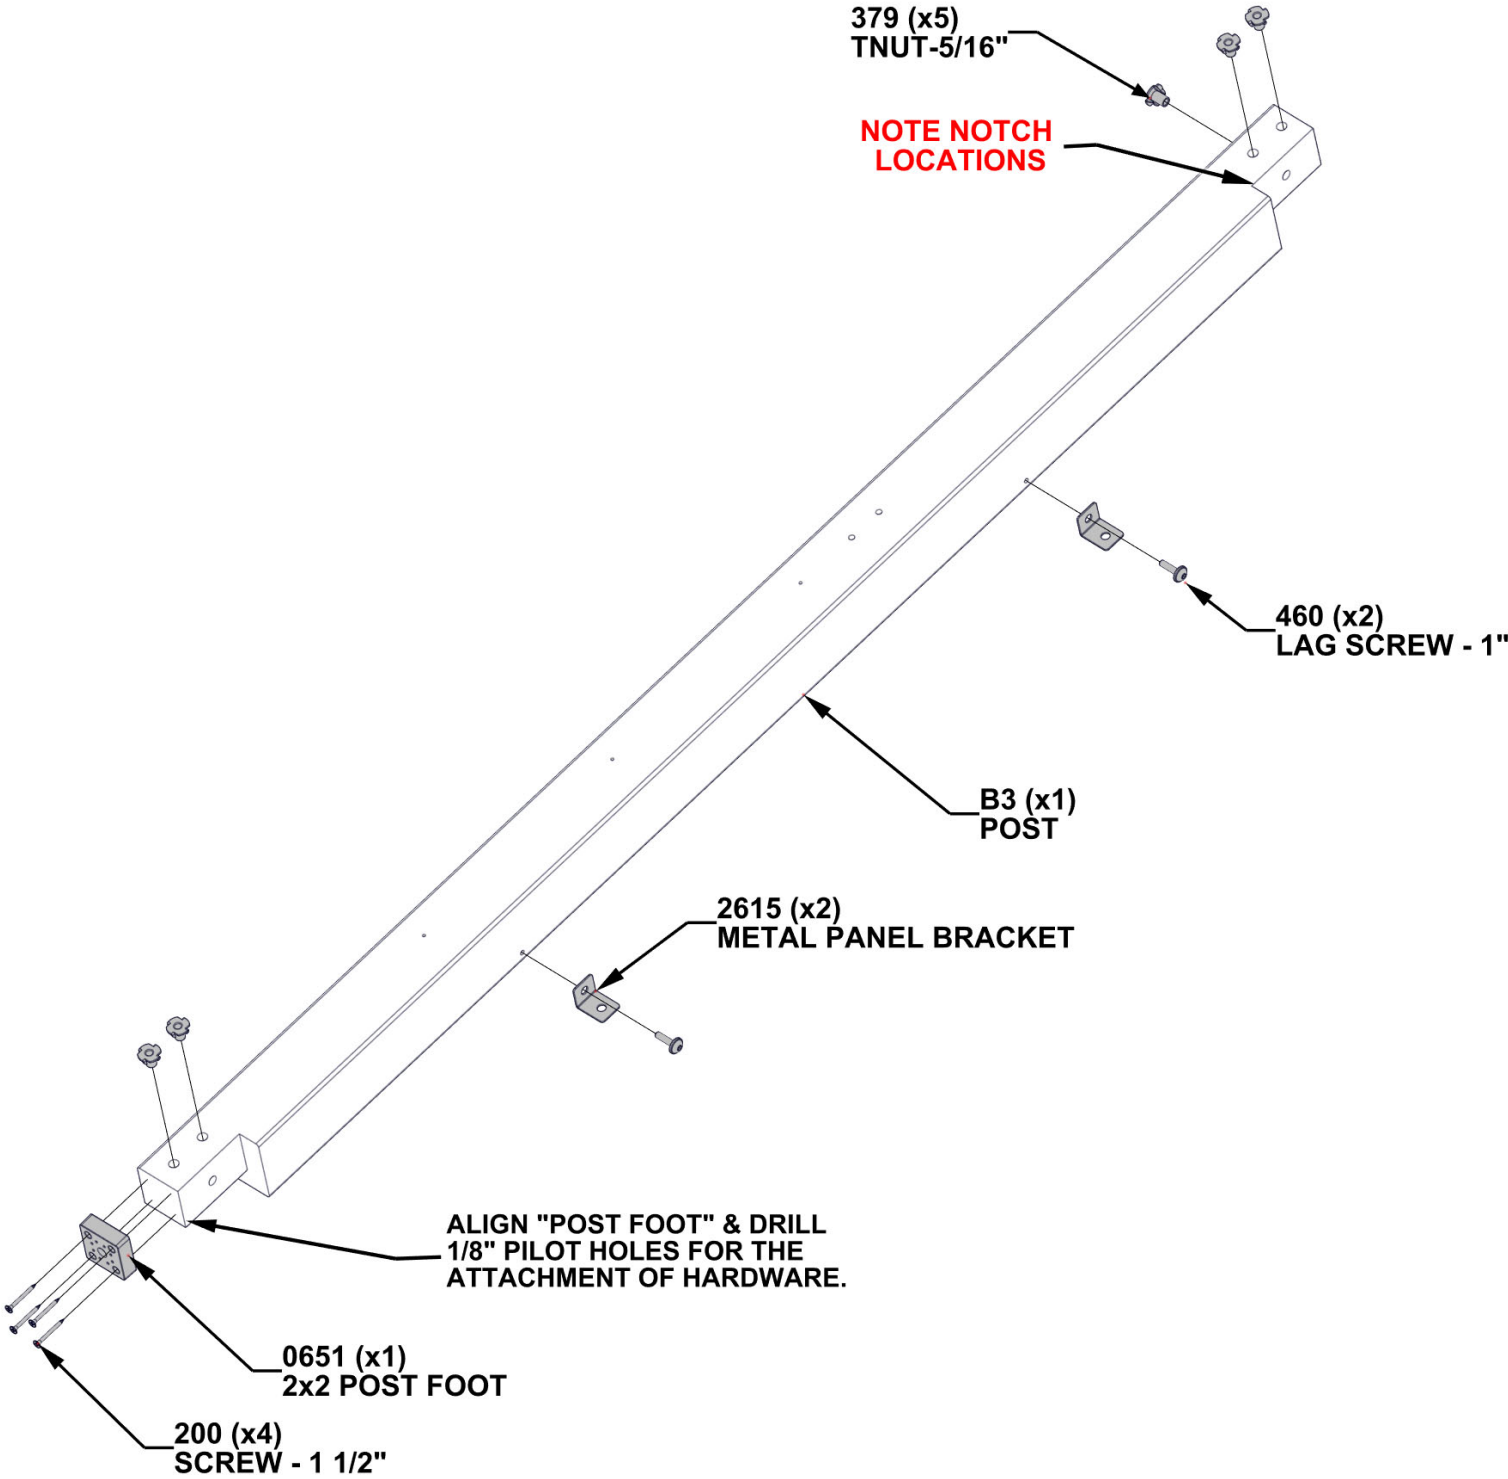 379 (x5)
TNUT-5/16"
NOTE NOTCH
LOCATIONS
460 (x2)
LAG SCREW - 1"
B3 (x1)
POST
2615 (x2)
METAL PANEL BRACKET
ALIGN "POST FOOT" & DRILL
1/8" PILOT HOLES FOR THE
ATTACHMENT OF HARDWARE.
0651 (x1)
2x2 POST FOOT
200 (x4)
SCREW - 1 1/2"